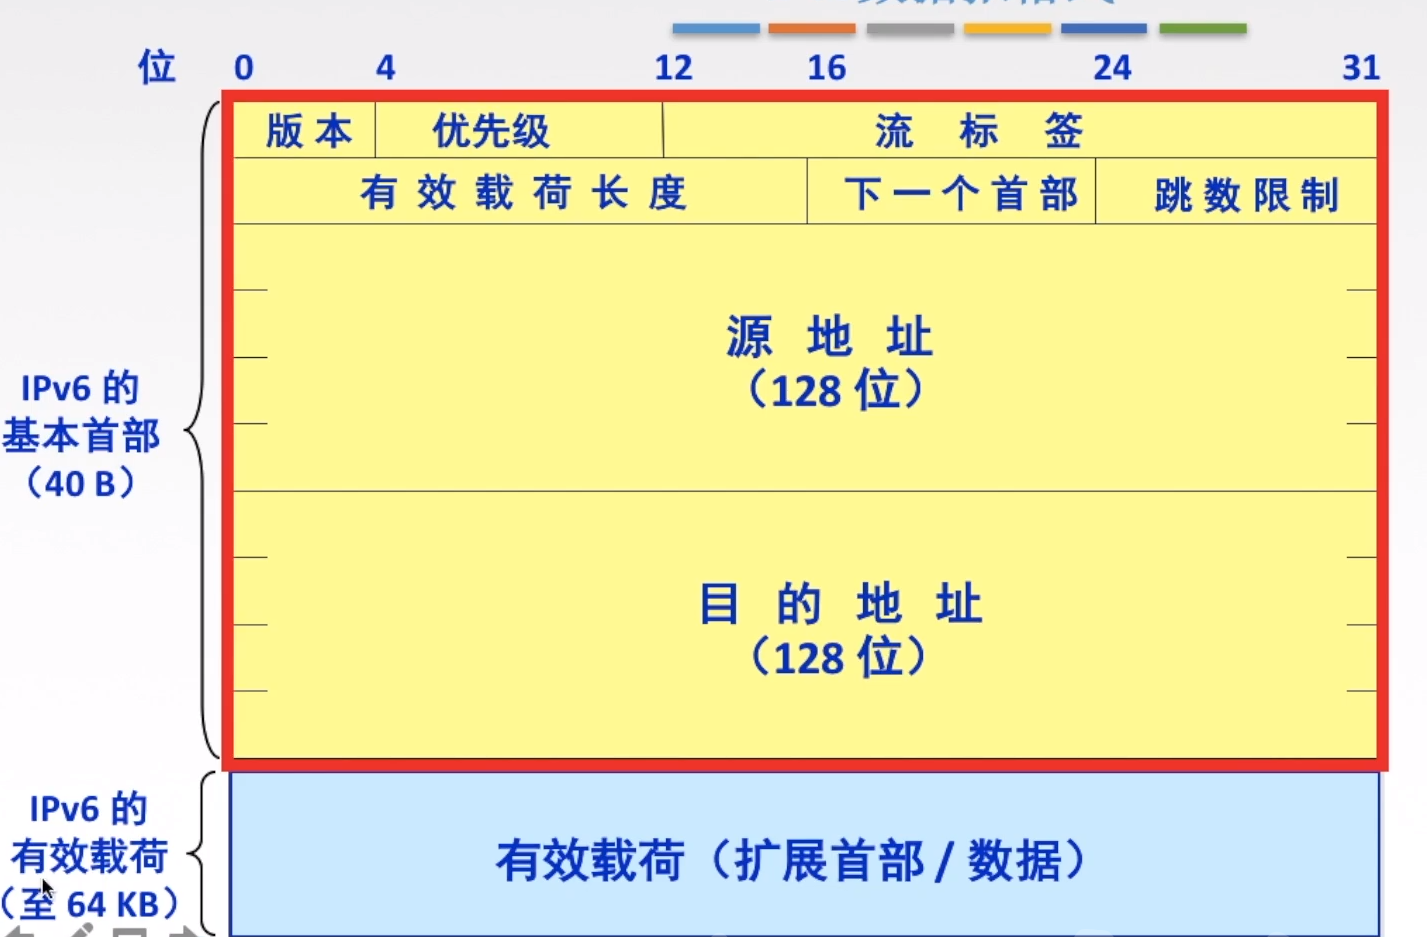 位 0 4 12 16 24 31
版本 优先级 流标签
有效载荷长度 下一个首部 跳数限制
源地址
（128 位）
IPv6 的
基本首部
（40 B）
目的地址
（128 位）
IPv6 的
有效载荷
（至 64 KB）
有效载荷（扩展首部 / 数据）